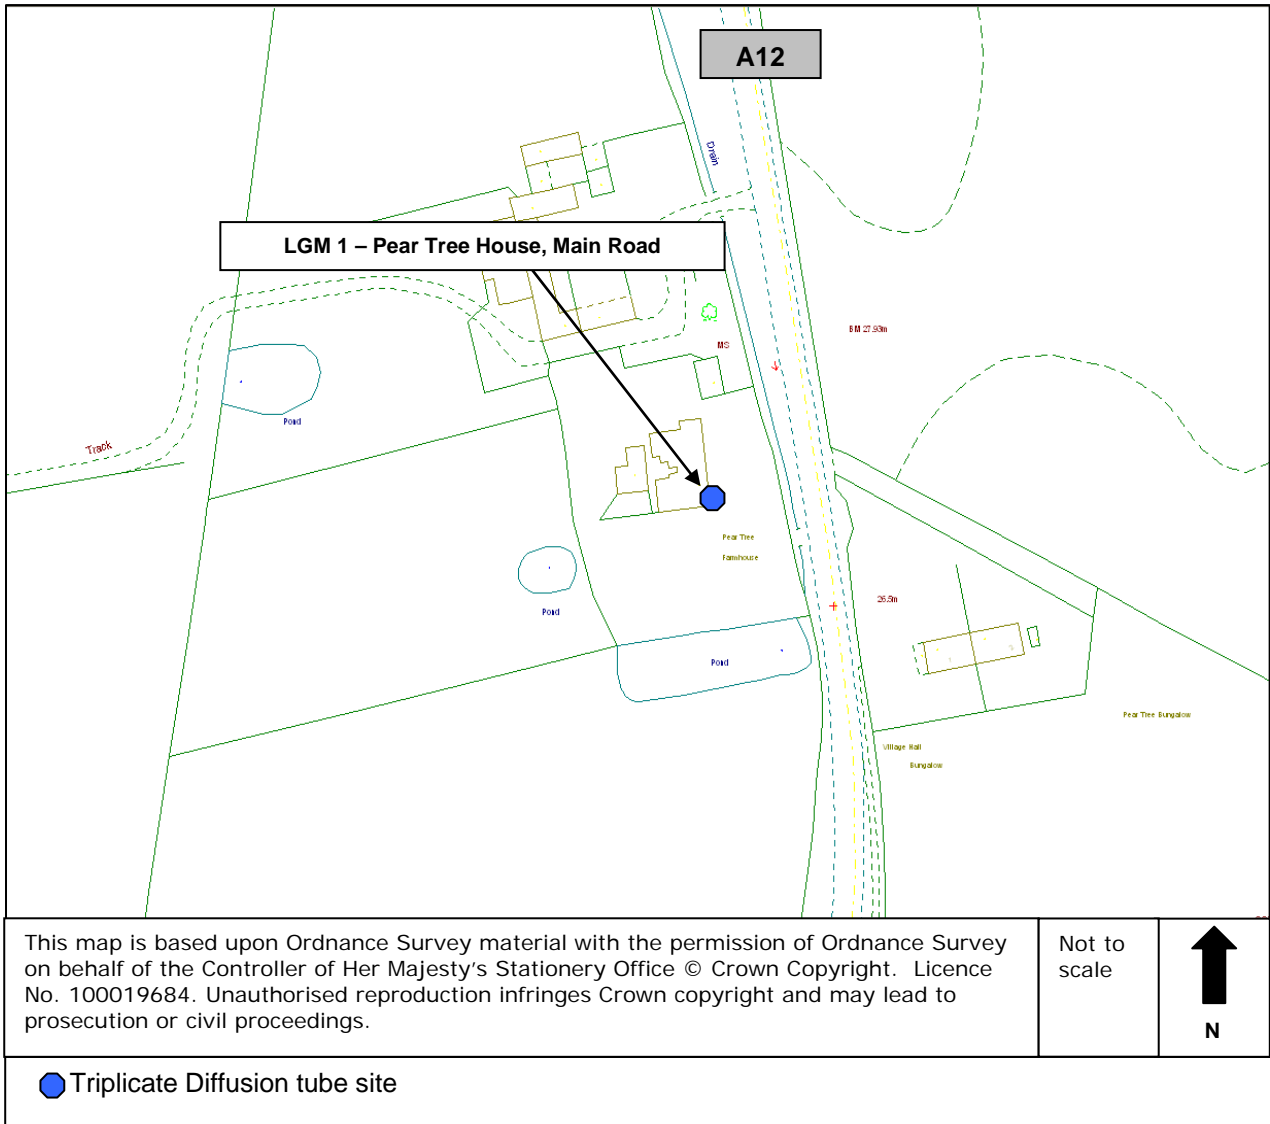 A12
Drain
LGM 1 – Pear Tree House, Main Road
BM 27.93m
MS
Pond
Track
Pear Tree
Farmhouse
26.5m
Pond
Pond
Pear Tree Bungalow
Village Hall
Bungalow
This map is based upon Ordnance Survey material with the permission of Ordnance Survey
on behalf of the Controller of Her Majesty's Stationery Office © Crown Copyright. Licence
No. 100019684. Unauthorised reproduction infringes Crown copyright and may lead to
prosecution or civil proceedings.
Not to
scale
N
Triplicate Diffusion tube site